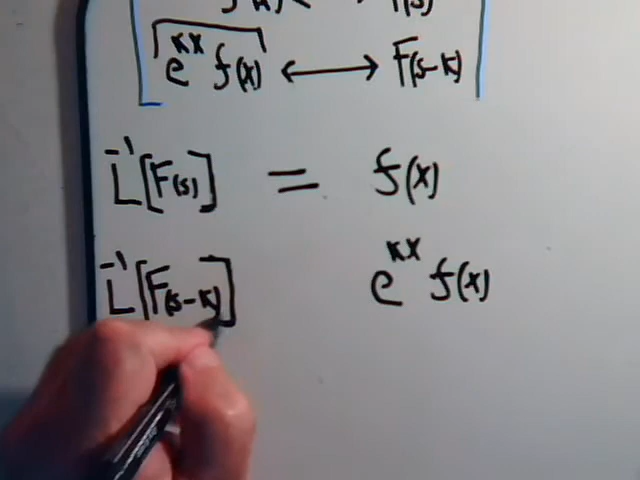 f(x) ⟷ F(s)
e^{kx} f(x) ⟷ F(s-k)
L^{-1}[F(s)] = f(x)
L^{-1}[F(s-k)] e^{kx} f(x)